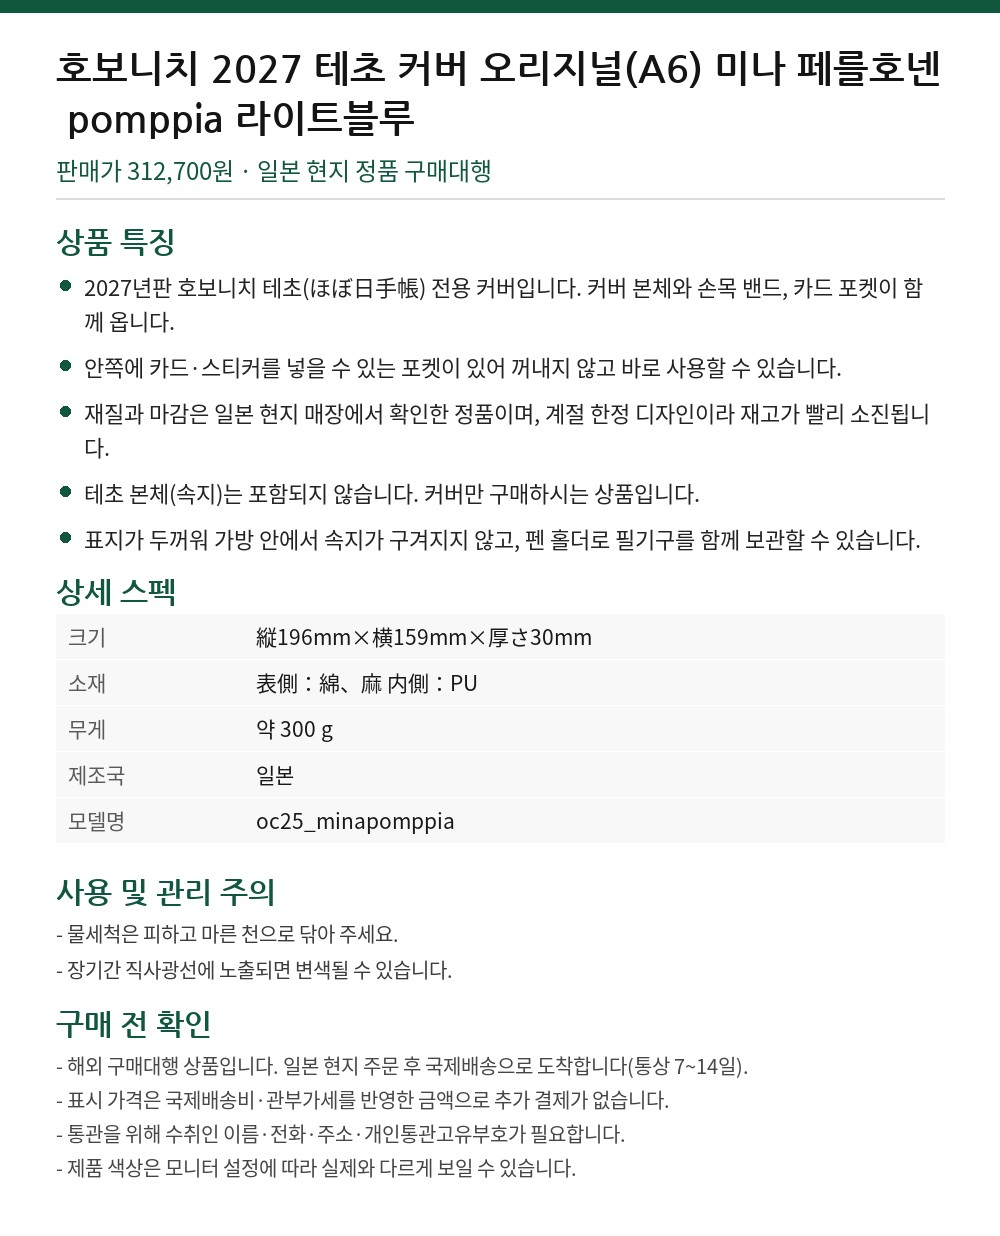 호보니치 2027 테쵸 커버 오리지널(A6) 미나 페를호넨
pomppia 라이트블루
판매가 312,700원 · 일본 현지 정품 구매대행
상품 특징
● 2027년판 호보니치 테쵸(ほぼ日手帳) 전용 커버입니다. 커버 본체와 손목 밴드, 카드 포켓이 함
께 옵니다.
● 안쪽에 카드·스티커를 넣을 수 있는 포켓이 있어 꺼내지 않고 바로 사용할 수 있습니다.
● 재질과 마감은 일본 현지 매장에서 확인한 정품이며, 계절 한정 디자인이라 재고가 빨리 소진됩니
다.
● 테쵸 본체(속지)는 포함되지 않습니다. 커버만 구매하시는 상품입니다.
● 표지가 두꺼워 가방 안에서 속지가 구겨지지 않고, 펜 홀더로 필기구를 함께 보관할 수 있습니다.
상세 스펙
크기 縦196mm×横159mm×厚さ30mm
소재 表側：綿、麻 内側：PU
무게 약 300 g
제조국 일본
모델명 oc25_minapomppia
사용 및 관리 주의
- 물세척은 피하고 마른 천으로 닦아 주세요.
- 장기간 직사광선에 노출되면 변색될 수 있습니다.
구매 전 확인
- 해외 구매대행 상품입니다. 일본 현지 주문 후 국제배송으로 도착합니다(통상 7~14일).
- 표시 가격은 국제배송비·관부가세를 반영한 금액으로 추가 결제가 없습니다.
- 통관을 위해 수취인 이름·전화·주소·개인통관고유부호가 필요합니다.
- 제품 색상은 모니터 설정에 따라 실제와 다르게 보일 수 있습니다.